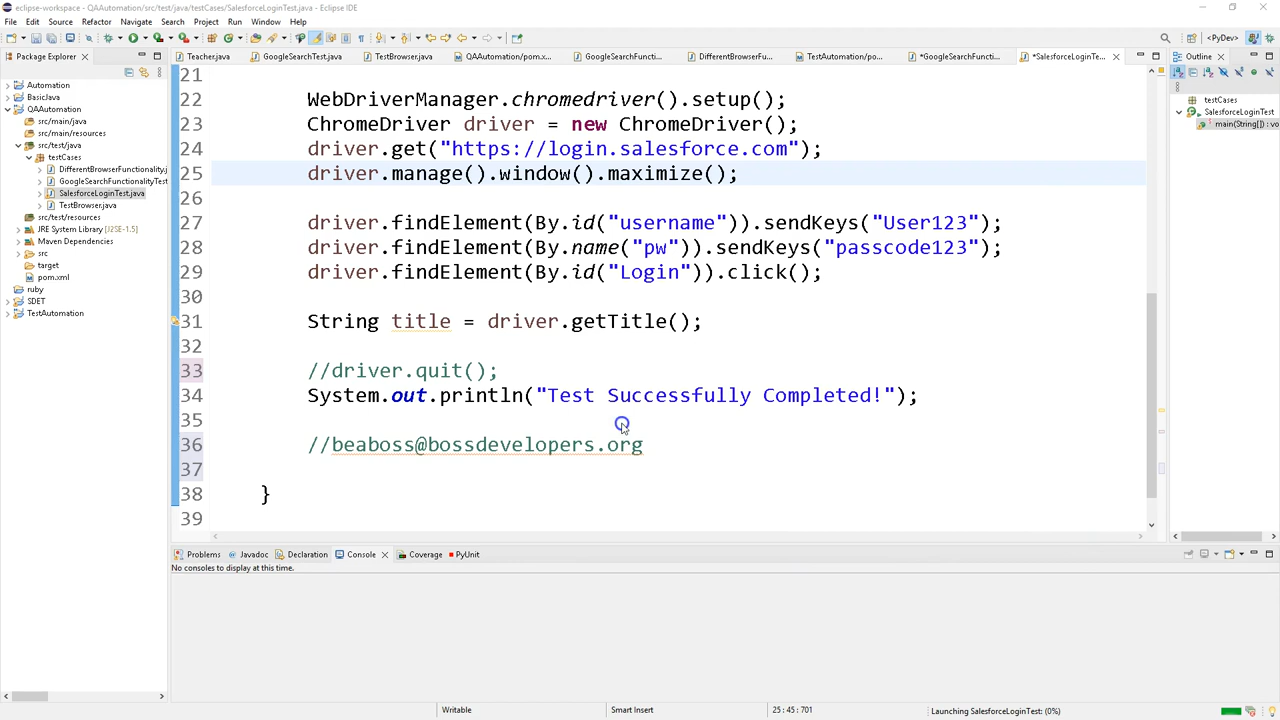 eclipse-workspace - QAAutomation/src/test/java/testCases/SalesforceLoginTest.java - Eclipse IDE
File Edit Source Refactor Navigate Search Project Run Window Help
<PyDev>
Package Explorer
Teacher.java GoogleSearchTest.java TestBrowser.java QAAutomation/pom.x... GoogleSearchFuncti... DifferentBrowserFu... TestAutomation/po... *GoogleSearchFuncti... *SalesforceLoginTe...
Outline
Automation
BasicJava
QAAutomation
src/main/java
src/main/resources
src/test/java
testCases
DifferentBrowserFunctionality.j
GoogleSearchFunctionalityTest
SalesforceLoginTest.java
TestBrowser.java
src/test/resources
JRE System Library [J2SE-1.5]
Maven Dependencies
src
target
pom.xml
ruby
SDET
TestAutomation
21
22 WebDriverManager.chromedriver().setup();
23 ChromeDriver driver = new ChromeDriver();
24 driver.get("https://login.salesforce.com");
25 driver.manage().window().maximize();
26
27 driver.findElement(By.id("username")).sendKeys("User123");
28 driver.findElement(By.name("pw")).sendKeys("passcode123");
29 driver.findElement(By.id("Login")).click();
30
31 String title = driver.getTitle();
32
33 //driver.quit();
34 System.out.println("Test Successfully Completed!");
35
36 //beaboss@bossdevelopers.org
37
38 }
39
testCases
SalesforceLoginTest
main(String[]) : vo
Problems Javadoc Declaration Console Coverage PyUnit
No consoles to display at this time.
Writable Smart Insert 25 : 45 : 701 Launching SalesforceLoginTest: (0%)